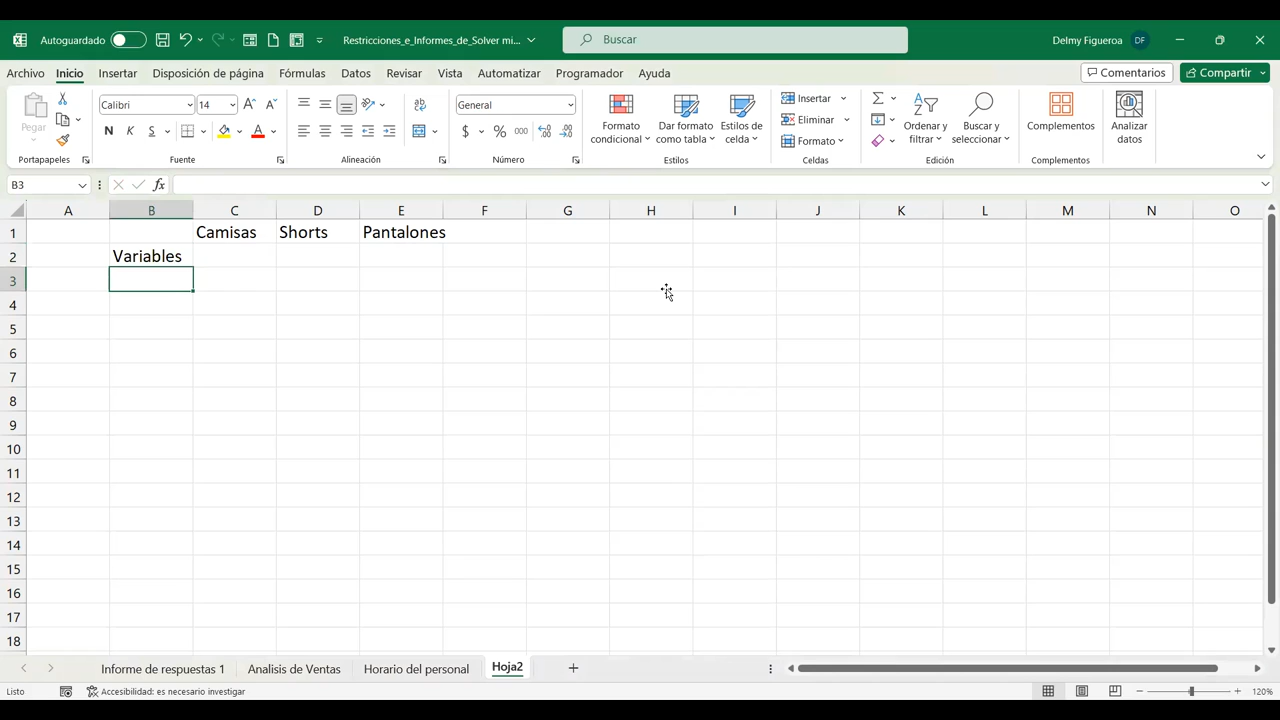 Autoguardado
Restricciones_e_Informes_de_Solver mi...
Buscar
Delmy Figueroa DF
Archivo Inicio Insertar Disposición de página Fórmulas Datos Revisar Vista Automatizar Programador Ayuda
Comentarios Compartir
Pegar
Calibri 14
General
Formato condicional
Dar formato como tabla
Estilos de celda
Insertar
Eliminar
Formato
Ordenar y filtrar
Buscar y seleccionar
Complementos
Analizar datos
N K S
$ % 000
Portapapeles Fuente Alineación Número Estilos Celdas Edición Complementos
B3 fx
A B C D E F G H I J K L M N O
1 Camisas Shorts Pantalones
2 Variables
3
4
5
6
7
8
9
10
11
12
13
14
15
16
17
18
Informe de respuestas 1 Analisis de Ventas Horario del personal Hoja2
Listo Accesibilidad: es necesario investigar 120%